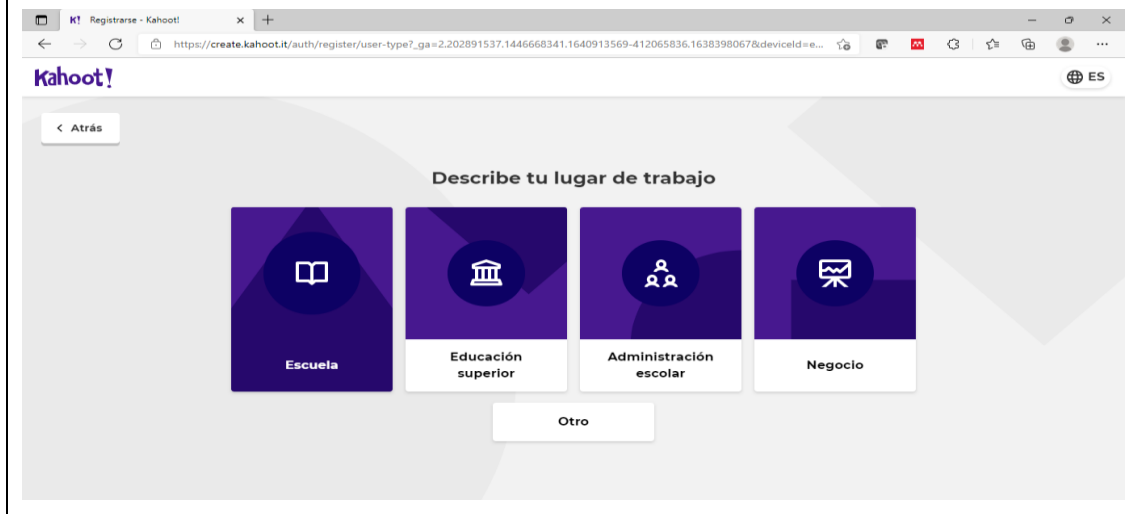 K! Registrarse - Kahoot!
https://create.kahoot.it/auth/register/user-type?_ga=2.202891537.1446668341.1640913569-412065836.1638398067&deviceId=e...
Kahoot!
ES
< Atrás
Describe tu lugar de trabajo
Escuela
Educación
superior
Administración
escolar
Negocio
Otro